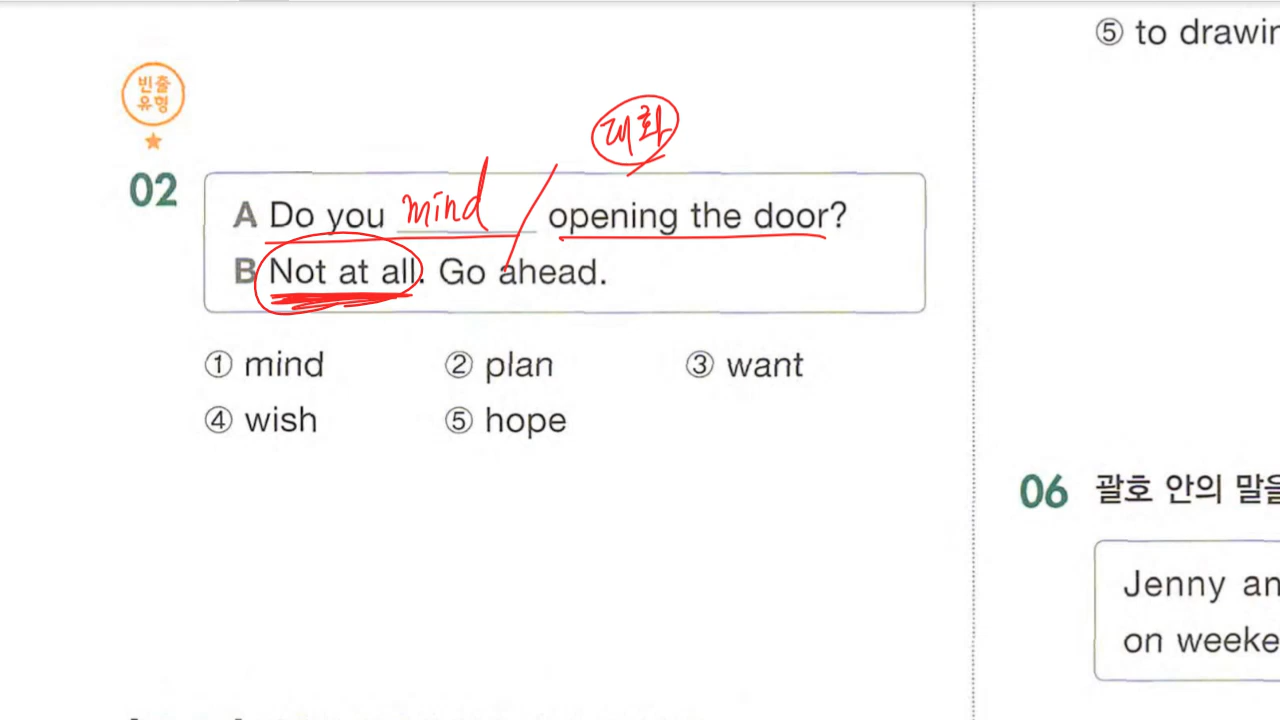 ⑤ to drawin
빈출
유형
대화
02
A Do you mind opening the door?
B Not at all. Go ahead.
① mind ② plan ③ want
④ wish ⑤ hope
06 괄호 안의 말을
Jenny an
on weeke